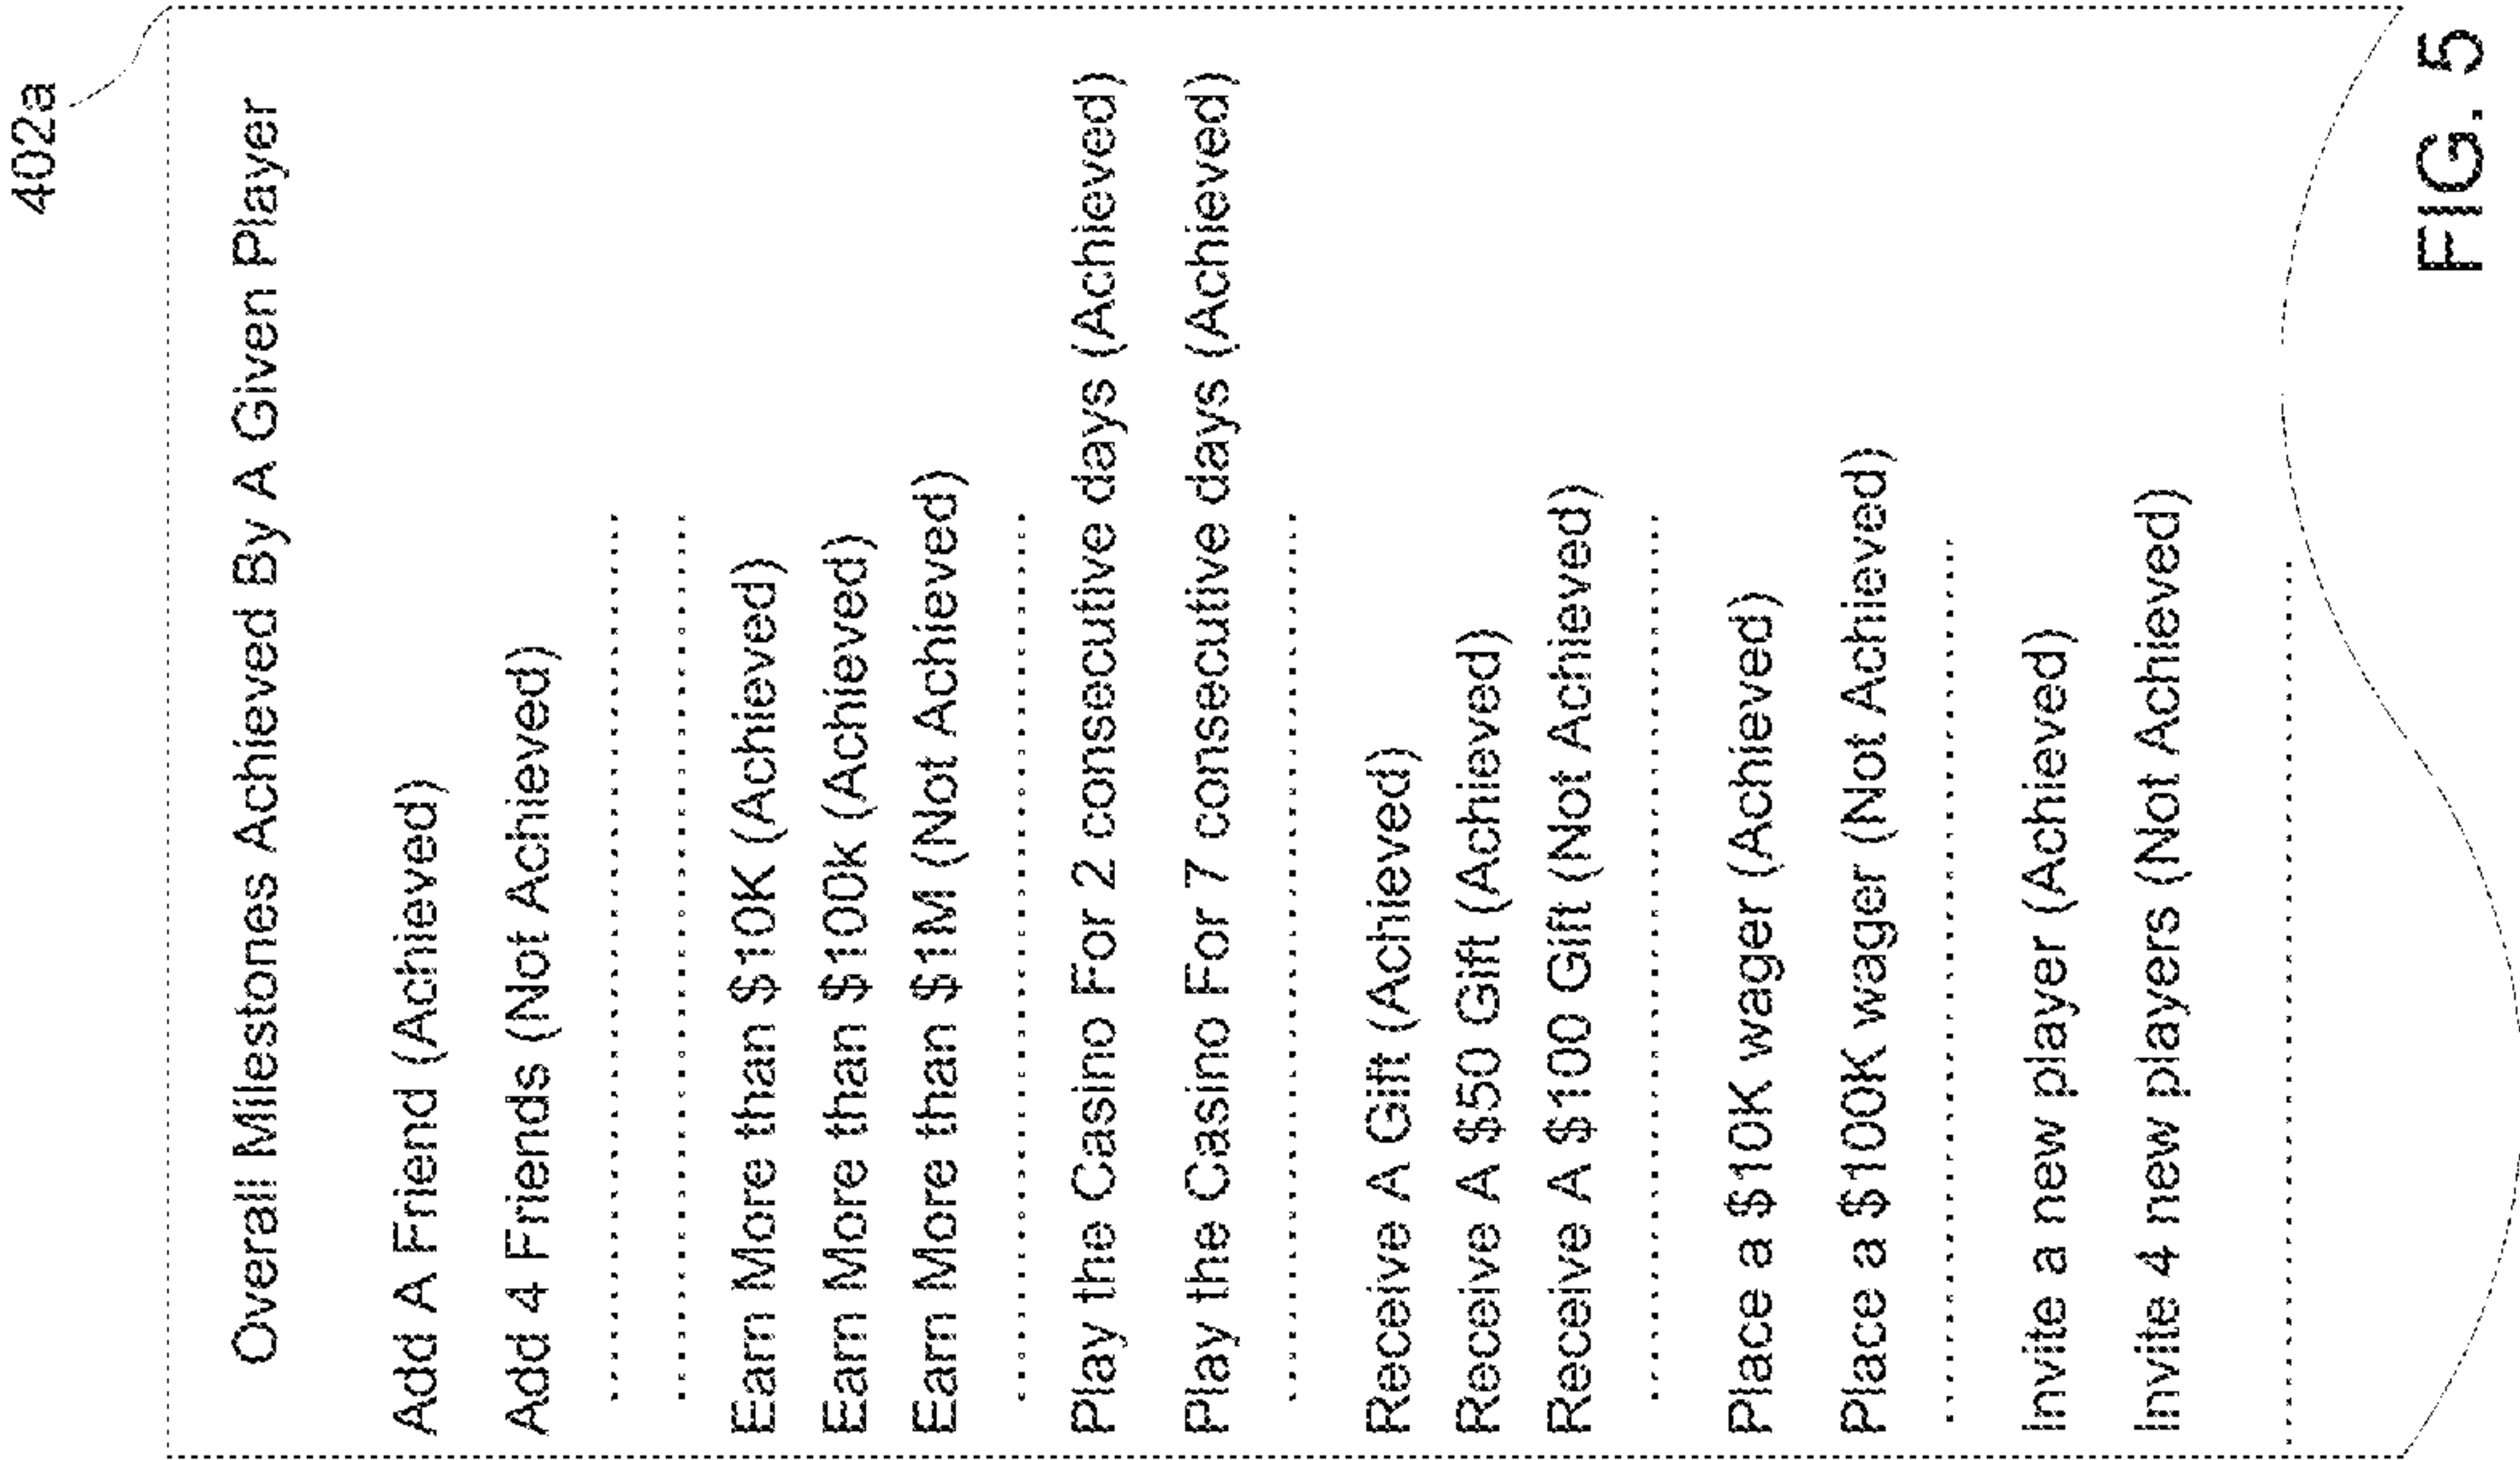 402a
Overall Milestones Achieved By A Given Player
Add A Friend (Achieved)
Add 4 Friends (Not Achieved)
Earn More than $10K (Achieved)
Earn More than $100k (Achieved)
Earn More than $1M (Not Achieved)
Play the Casino For 2 consecutive days (Achieved)
Play the Casino For 7 consecutive days (Achieved)
Receive A Gift (Achieved)
Receive A $50 Gift (Achieved)
Receive A $100 Gift (Not Achieved)
Place a $10K wager (Achieved)
Place a $100K wager (Not Achieved)
Invite a new player (Achieved)
Invite 4 new players (Not Achieved)
FIG. 5